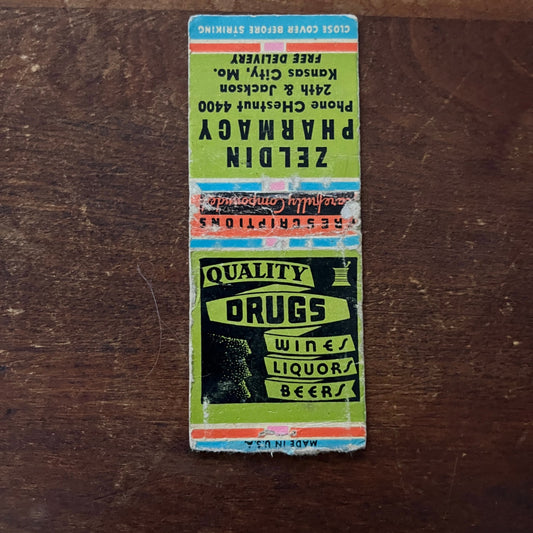 CLOSE COVER BEFORE STRIKING
ZELDIN
PHARMACY
Phone CHestnut 4400
24th & Jackson
Kansas City, Mo.
FREE DELIVERY
PRESCRIPTIONS
Carefully Compounded
QUALITY
DRUGS
WINES
LIQUORS
BEERS
MADE IN U.S.A.